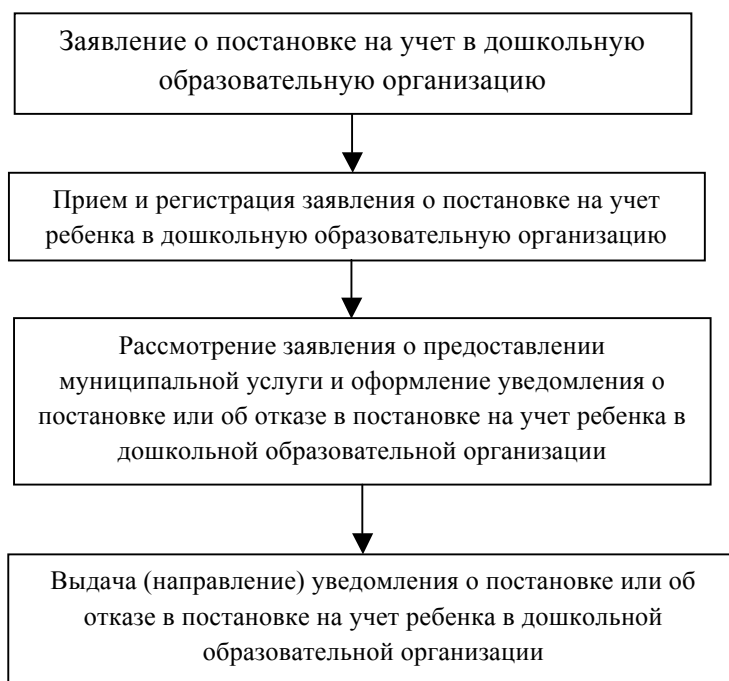 Заявление о постановке на учет в дошкольную
образовательную организацию
Прием и регистрация заявления о постановке на учет
ребенка в дошкольную образовательную организацию
Рассмотрение заявления о предоставлении
муниципальной услуги и оформление уведомления о
постановке или об отказе в постановке на учет ребенка в
дошкольной образовательной организации
Выдача (направление) уведомления о постановке или об
отказе в постановке на учет ребенка в дошкольной
образовательной организации